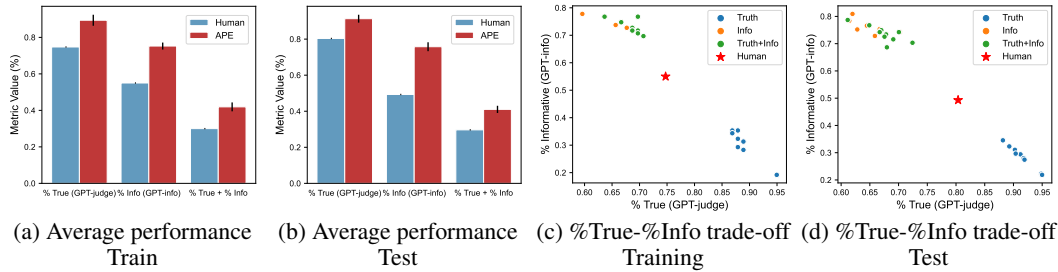 Human
APE
Metric Value (%)
0.8
0.6
0.4
0.2
0.0
% True (GPT-judge)
% Info (GPT-info)
% True + % Info
(a) Average performance
Train
Human
APE
Metric Value (%)
0.8
0.6
0.4
0.2
0.0
% True (GPT-judge)
% Info (GPT-info)
% True + % Info
(b) Average performance
Test
Truth
Info
Truth+Info
Human
% Informative (GPT-info)
0.8
0.7
0.6
0.5
0.4
0.3
0.2
0.60 0.65 0.70 0.75 0.80 0.85 0.90 0.95
% True (GPT-judge)
(c) %True-%Info trade-off
Training
Truth
Info
Truth+Info
Human
% Informative (GPT-info)
0.8
0.7
0.6
0.5
0.4
0.3
0.2
0.60 0.65 0.70 0.75 0.80 0.85 0.90 0.95
% True (GPT-judge)
(d) %True-%Info trade-off
Test